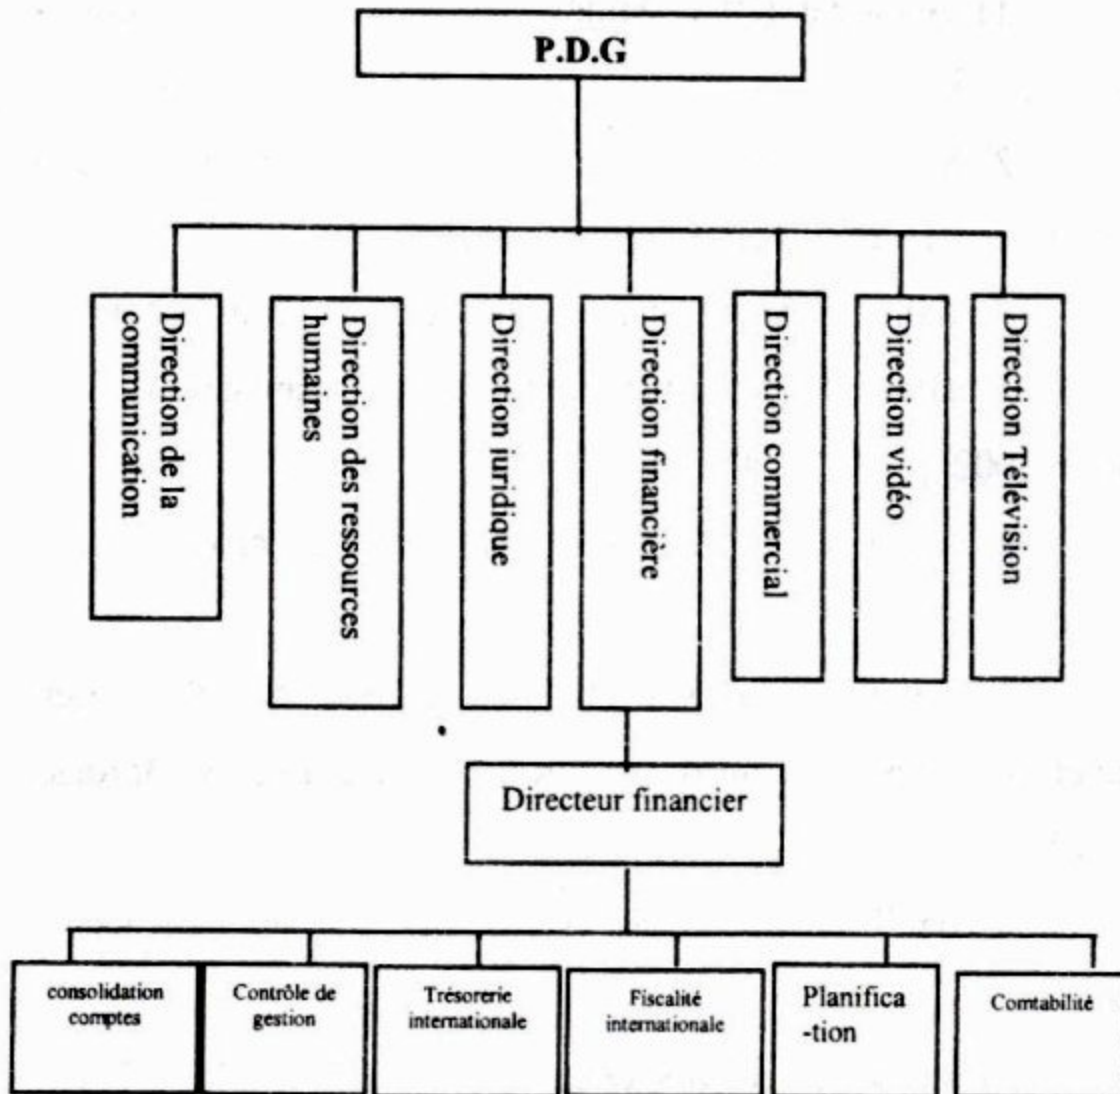 P.D.G
Direction de la
communication
Direction des ressources
humaines
Direction juridique
Direction financière
Direction commercial
Direction vidéo
Direction Télévision
Directeur financier
consolidation
comptes
Contrôle de
gestion
Trésorerie
internationale
Fiscalité
internationale
Planifica
-tion
Comtabilité